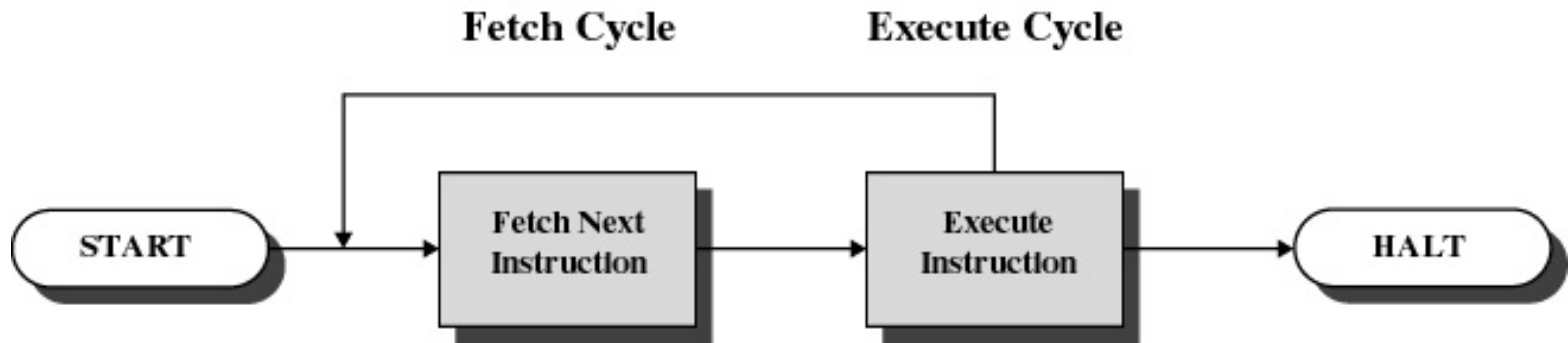 Fetch Cycle
Execute Cycle
START
Fetch Next
Instruction
Execute
Instruction
HALT